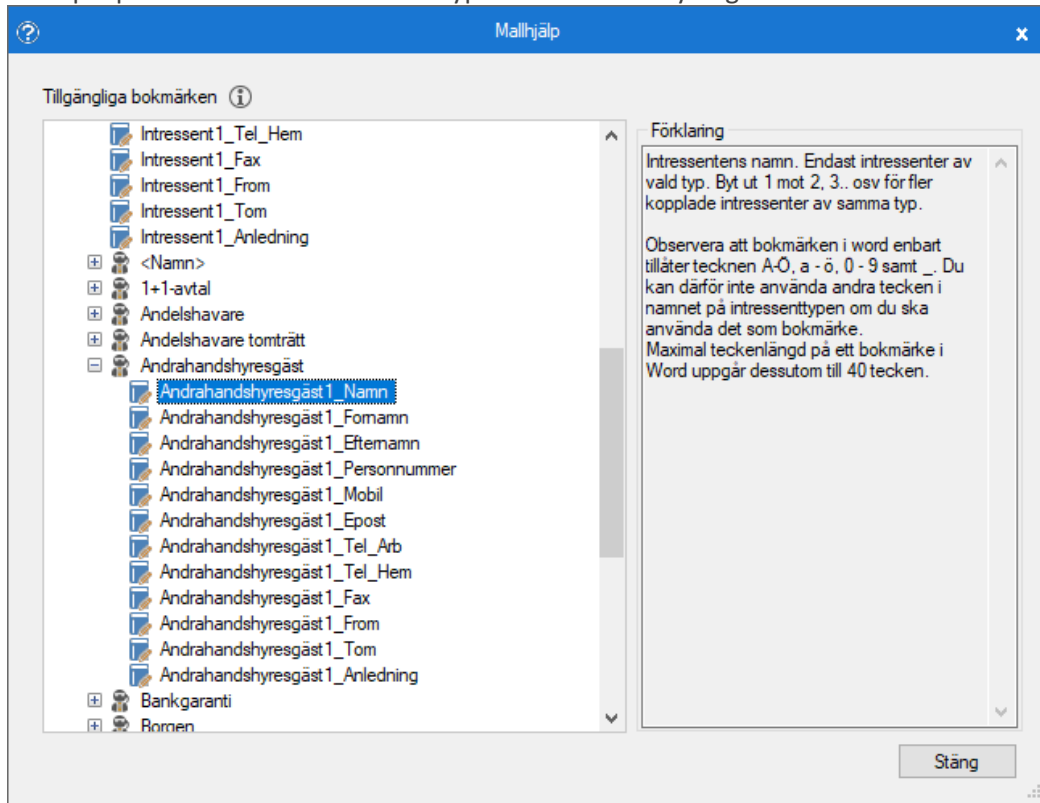 Mallhjälp
Tillgängliga bokmärken
Intressent1_Tel_Hem
Intressent1_Fax
Intressent1_From
Intressent1_Tom
Intressent1_Anledning
<Namn>
1+1-avtal
Andelshavare
Andelshavare tomträtt
Andrahandshyresgäst
Andrahandshyresgäst1_Namn
Andrahandshyresgäst1_Fornamn
Andrahandshyresgäst1_Efternamn
Andrahandshyresgäst1_Personnummer
Andrahandshyresgäst1_Mobil
Andrahandshyresgäst1_Epost
Andrahandshyresgäst1_Tel_Arb
Andrahandshyresgäst1_Tel_Hem
Andrahandshyresgäst1_Fax
Andrahandshyresgäst1_From
Andrahandshyresgäst1_Tom
Andrahandshyresgäst1_Anledning
Bankgaranti
Borgen
Förklaring
Intressentens namn. Endast intressenter av
vald typ. Byt ut 1 mot 2, 3.. osv för fler
kopplade intressenter av samma typ.
Observera att bokmärken i word enbart
tillåter tecknen A-Ö, a - ö, 0 - 9 samt _. Du
kan därför inte använda andra tecken i
namnet på intressenttypen om du ska
använda det som bokmärke.
Maximal teckenlängd på ett bokmärke i
Word uppgår dessutom till 40 tecken.
Stäng